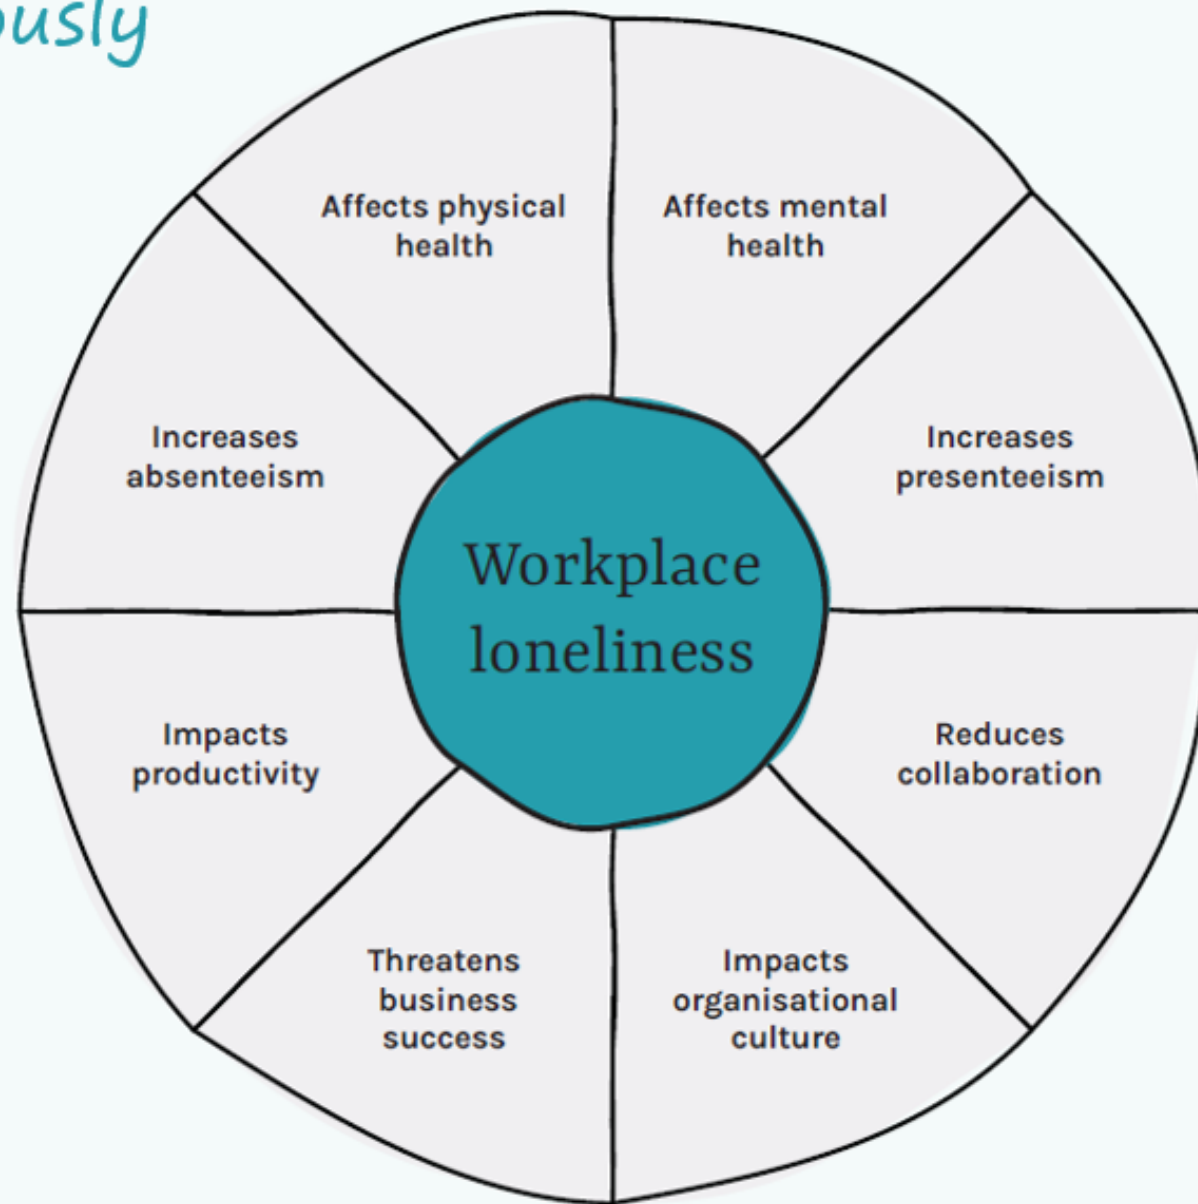 Affects physical
health
Affects mental
health
Increases
absenteeism
Increases
presenteeism
Workplace
loneliness
Impacts
productivity
Reduces
collaboration
Threatens
business
success
Impacts
organisational
culture